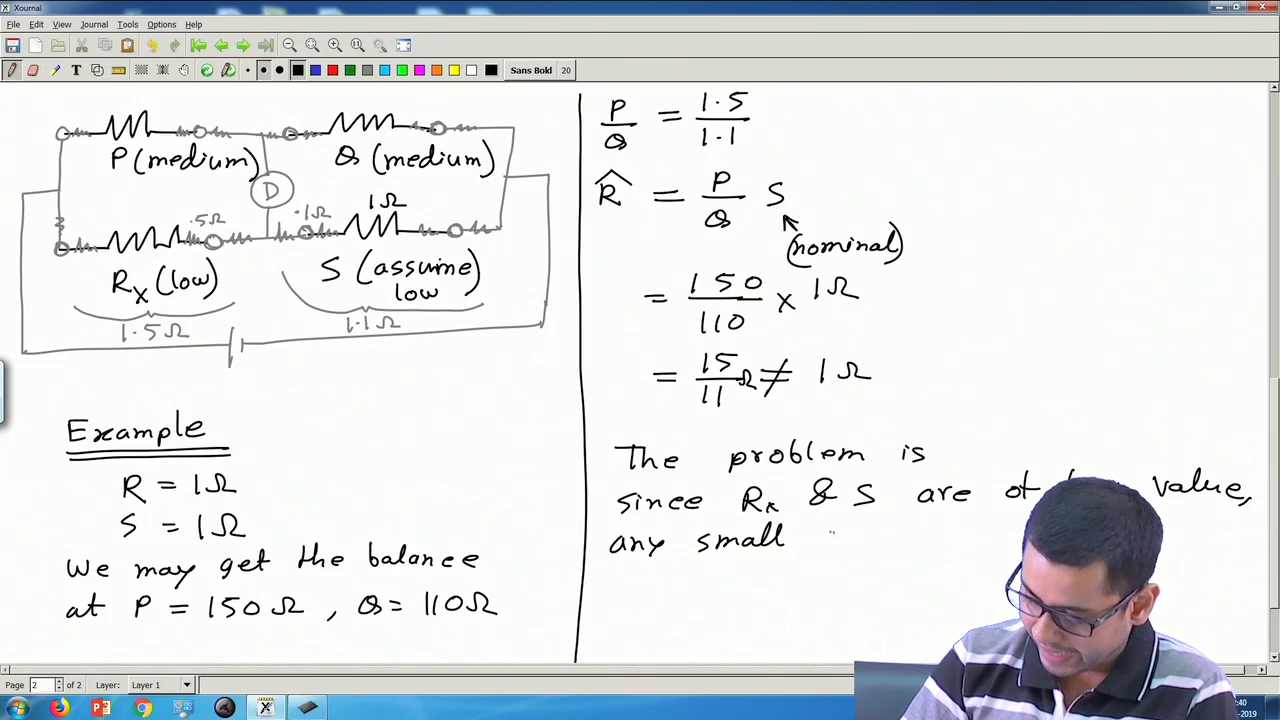 Xournal
File Edit View Journal Tools Options Help
Sans Bold 20
P (medium)
Q (medium)
D
.5Ω
.1Ω
1Ω
Rx (low)
S (assume
low)
1.5Ω
1.1Ω
Example
R = 1Ω
S = 1Ω
We may get the balance
at P = 150Ω, Q = 110Ω
P/Q = 1.5/1.1
R̂ = P/Q S
(nominal)
= 150/110 × 1Ω
= 15/11 Ω ≠ 1Ω
The problem is
since Rx & S are of value,
any small
Page 2 of 2 Layer: Layer 1
:40
-2019